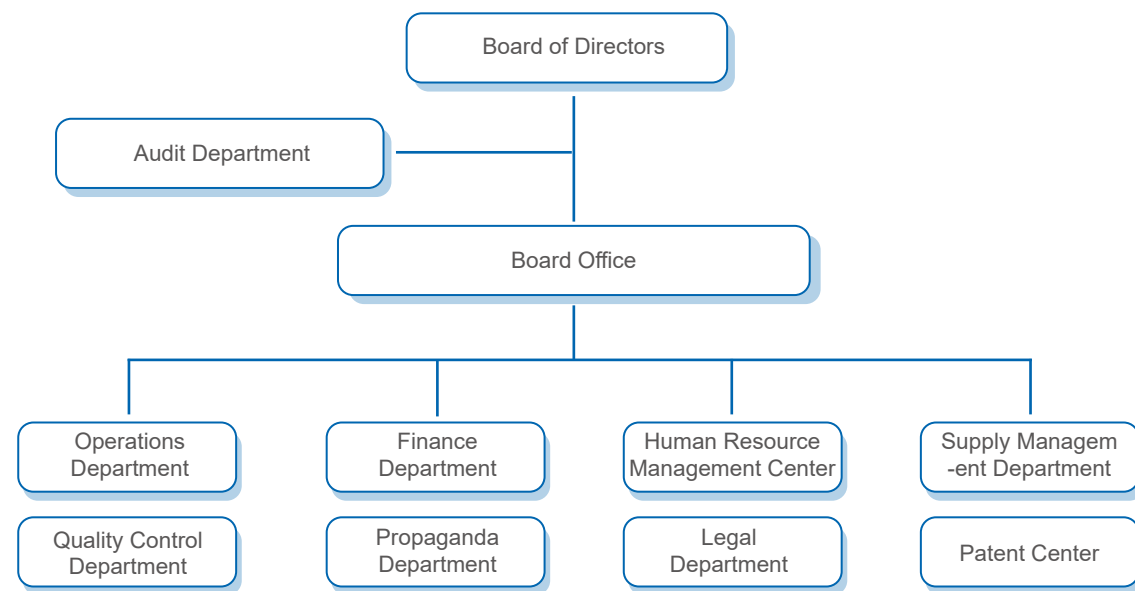 Board of Directors
Audit Department
Board Office
Operations
Department
Finance
Department
Human Resource
Management Center
Supply Managem
-ent Department
Quality Control
Department
Propaganda
Department
Legal
Department
Patent Center